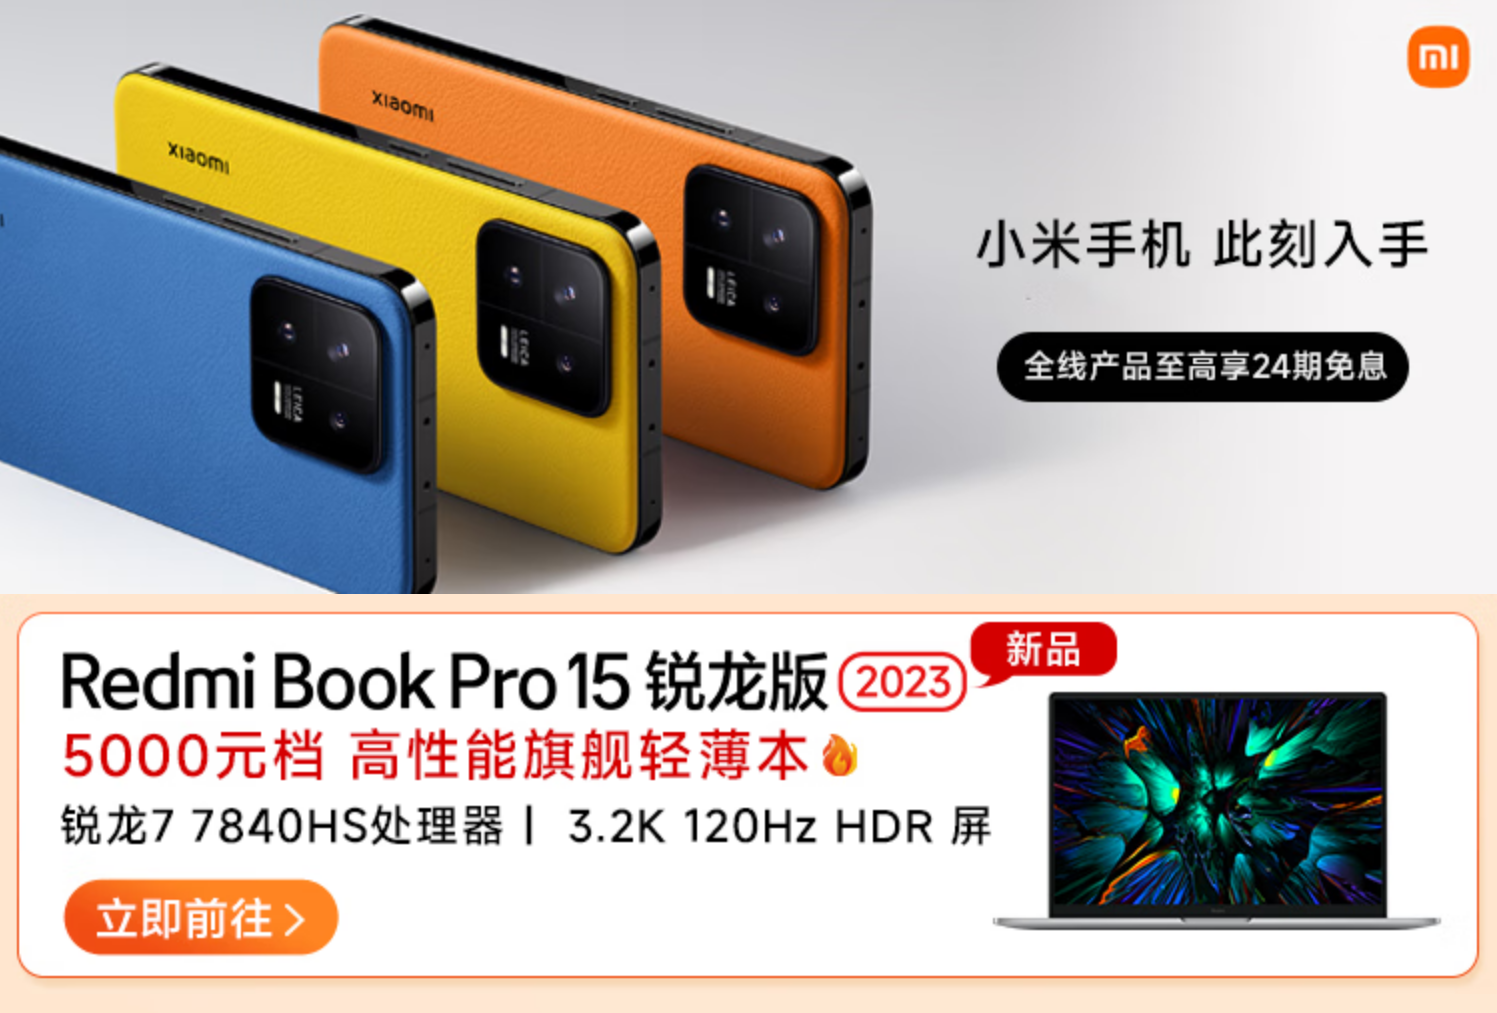 xiaomi
xiaomi
LEICA
LEICA
LEICA
mi
小米手机 此刻入手
全线产品至高享24期免息
Redmi Book Pro 15 锐龙版 2023
新品
5000元档 高性能旗舰轻薄本
锐龙7 7840HS处理器 | 3.2K 120Hz HDR 屏
立即前往 >